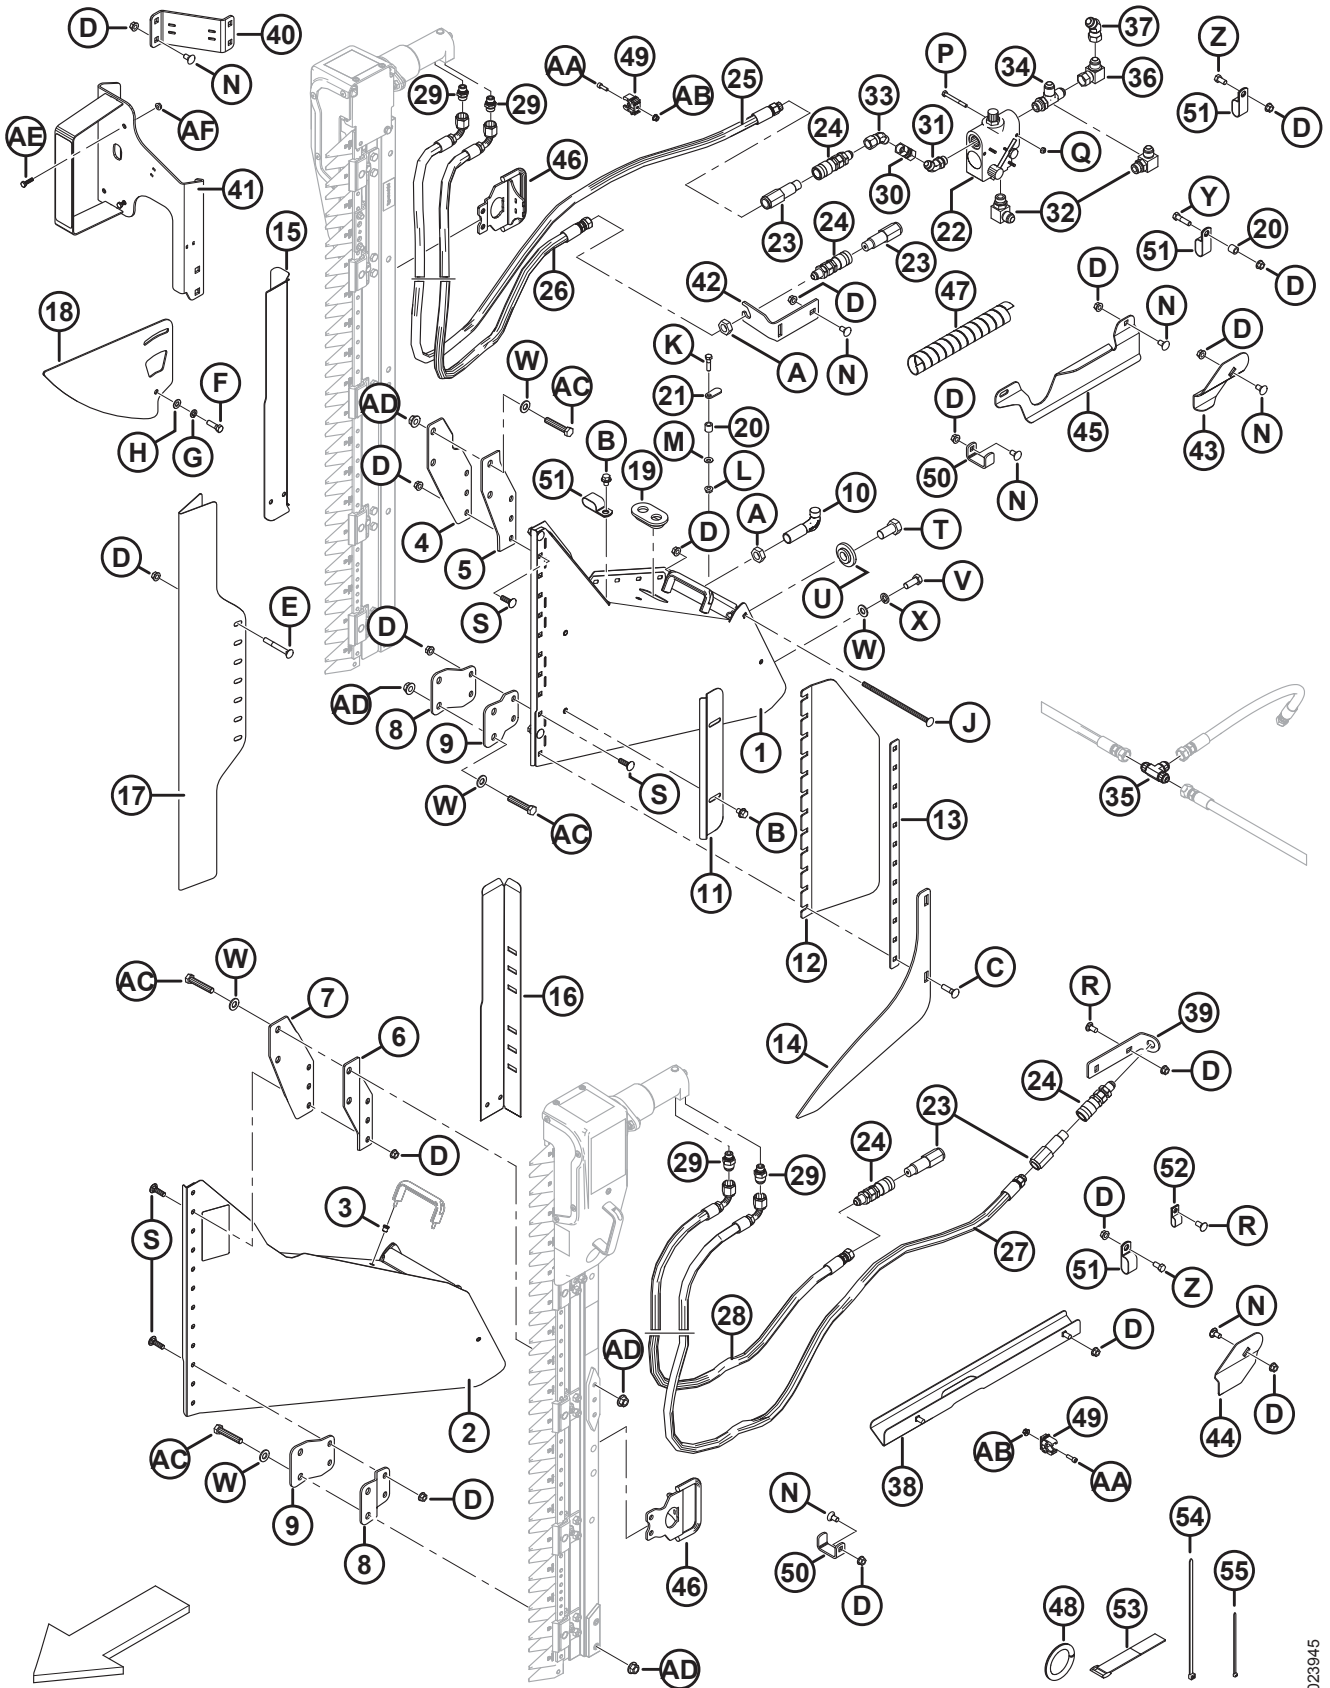 D
40
N
AE
AF
41
15
18
F
H
G
29
29
AA
49
AB
25
46
26
P
33
24
31
30
23
22
34
37
36
32
Q
Z
51
D
Y
51
20
D
24
23
42
D
A
N
47
D
N
D
45
43
N
D
50
N
K
21
20
M
L
W
AC
AD
D
4
5
B
51
19
D
A
10
T
U
V
X
W
S
D
AD
8
9
W
AC
S
B
1
J
11
12
13
C
14
35
D
E
17
16
AC
W
7
6
D
3
S
2
AC
W
9
8
D
29
29
24
23
24
R
39
D
27
28
AD
46
AD
52
R
D
51
Z
N
44
D
38
D
49
AB
AA
N
50
D
48
53
54
55
023945